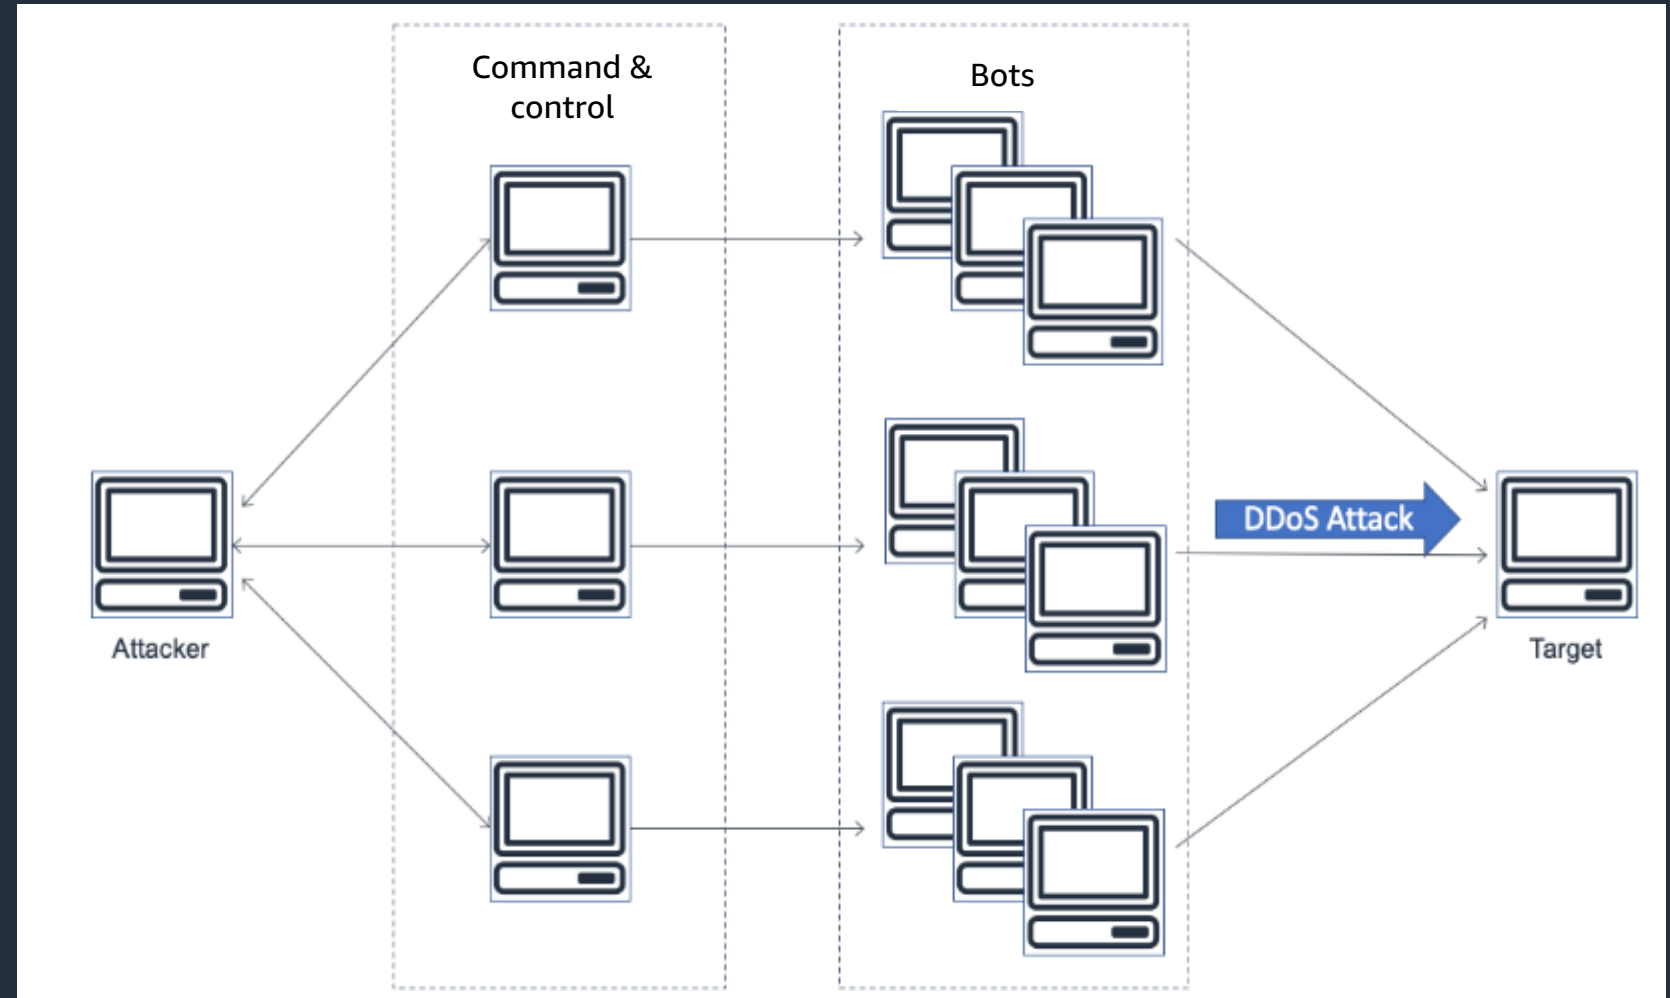 Command &
control
Bots
DDoS Attack
Attacker
Target